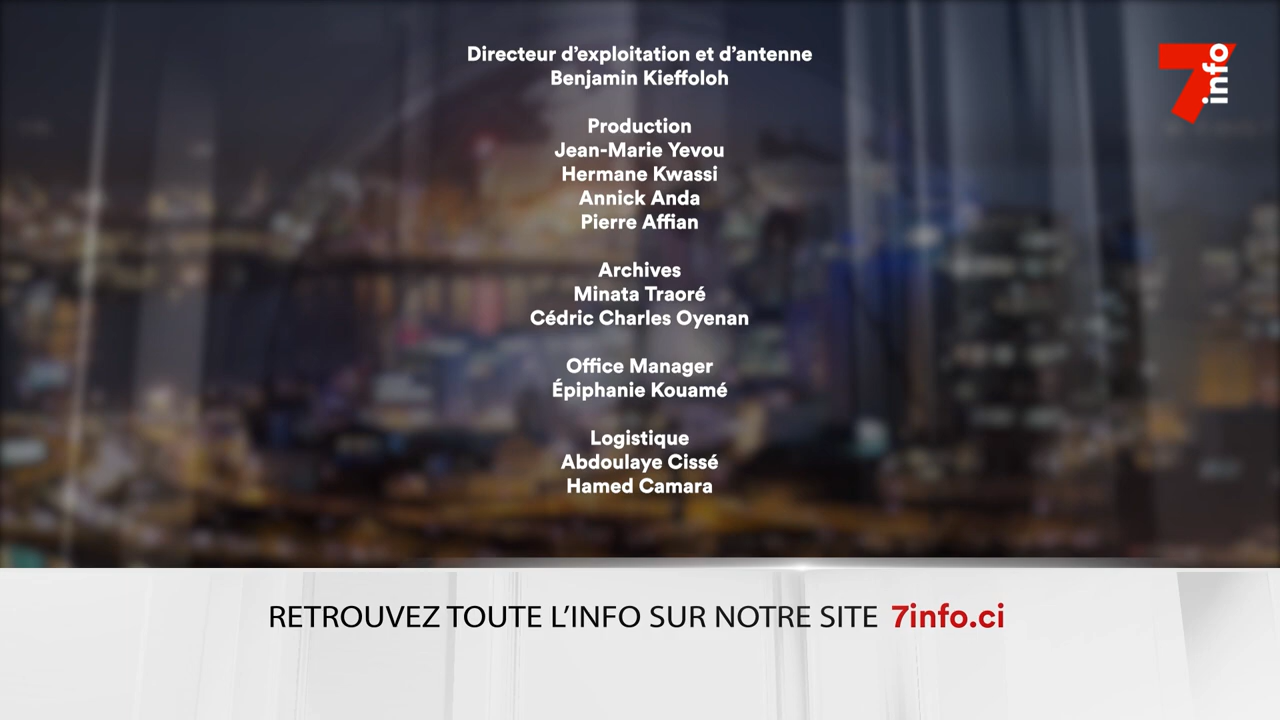 Directeur d’exploitation et d’antenne
Benjamin Kieffoloh
Production
Jean-Marie Yevou
Hermane Kwassi
Annick Anda
Pierre Affian
Archives
Minata Traoré
Cédric Charles Oyenan
Office Manager
Épiphanie Kouamé
Logistique
Abdoulaye Cissé
Hamed Camara
7info
RETROUVEZ TOUTE L’INFO SUR NOTRE SITE 7info.ci